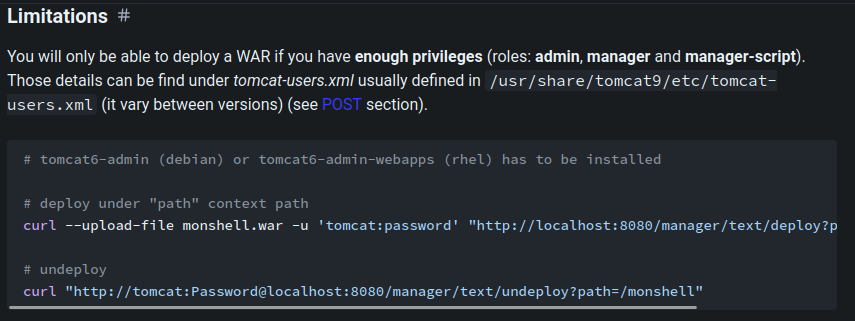 Limitations #
You will only be able to deploy a WAR if you have enough privileges (roles: admin, manager and manager-script).
Those details can be find under tomcat-users.xml usually defined in /usr/share/tomcat9/etc/tomcat-
users.xml (it vary between versions) (see POST section).
# tomcat6-admin (debian) or tomcat6-admin-webapps (rhel) has to be installed
# deploy under "path" context path
curl --upload-file monshell.war -u 'tomcat:password' "http://localhost:8080/manager/text/deploy?p
# undeploy
curl "http://tomcat:Password@localhost:8080/manager/text/undeploy?path=/monshell"